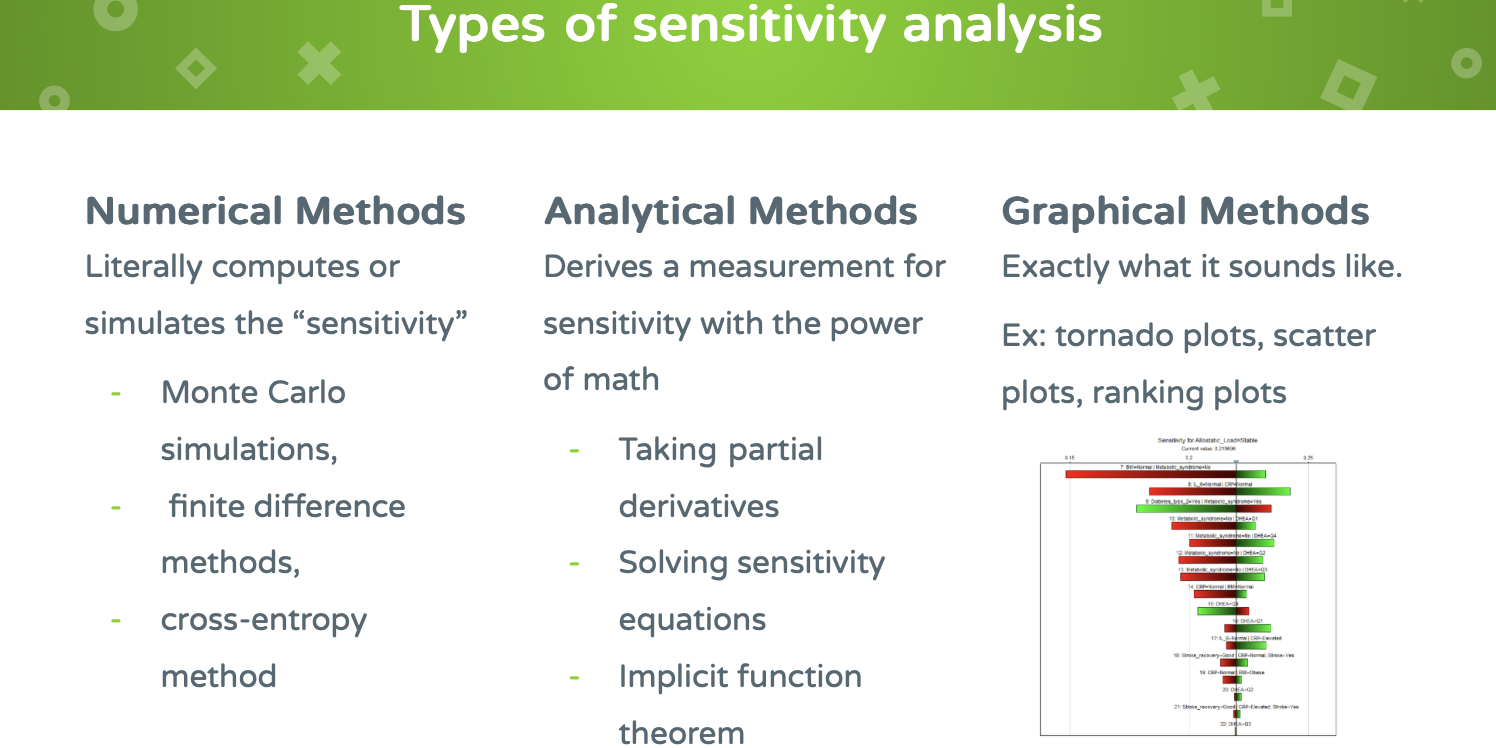 Types of sensitivity analysis
Numerical Methods
Literally computes or
simulates the “sensitivity”
- Monte Carlo
simulations,
- finite difference
methods,
- cross-entropy
method
Analytical Methods
Derives a measurement for
sensitivity with the power
of math
- Taking partial
derivatives
- Solving sensitivity
equations
- Implicit function
theorem
Graphical Methods
Exactly what it sounds like.
Ex: tornado plots, scatter
plots, ranking plots
Sensitivity for Allostatic_Load=Stable
Current value: 0.219698
0.15 0.2 0.25
7: BMI=Normal | Metabolic_syndrome=No
8: IL_6=Normal | CRP=Normal
9: Diabetes_type_2=Yes | Metabolic_syndrome=Yes
10: Metabolic_syndrome=No | DHEA=Q1
11: Metabolic_syndrome=No | DHEA=Q4
12: Metabolic_syndrome=No | DHEA=Q2
13: Metabolic_syndrome=No | DHEA=Q3
14: CRP=Normal | BMI=Normal
15: DHEA=Q4
16: DHEA=Q1
17: IL_6=Normal | CRP=Elevated
18: Stroke_recovery=Good | CRP=Normal, Stroke=Yes
19: CRP=Normal | BMI=Obese
20: DHEA=Q2
21: Stroke_recovery=Good | CRP=Elevated, Stroke=Yes
22: DHEA=Q3